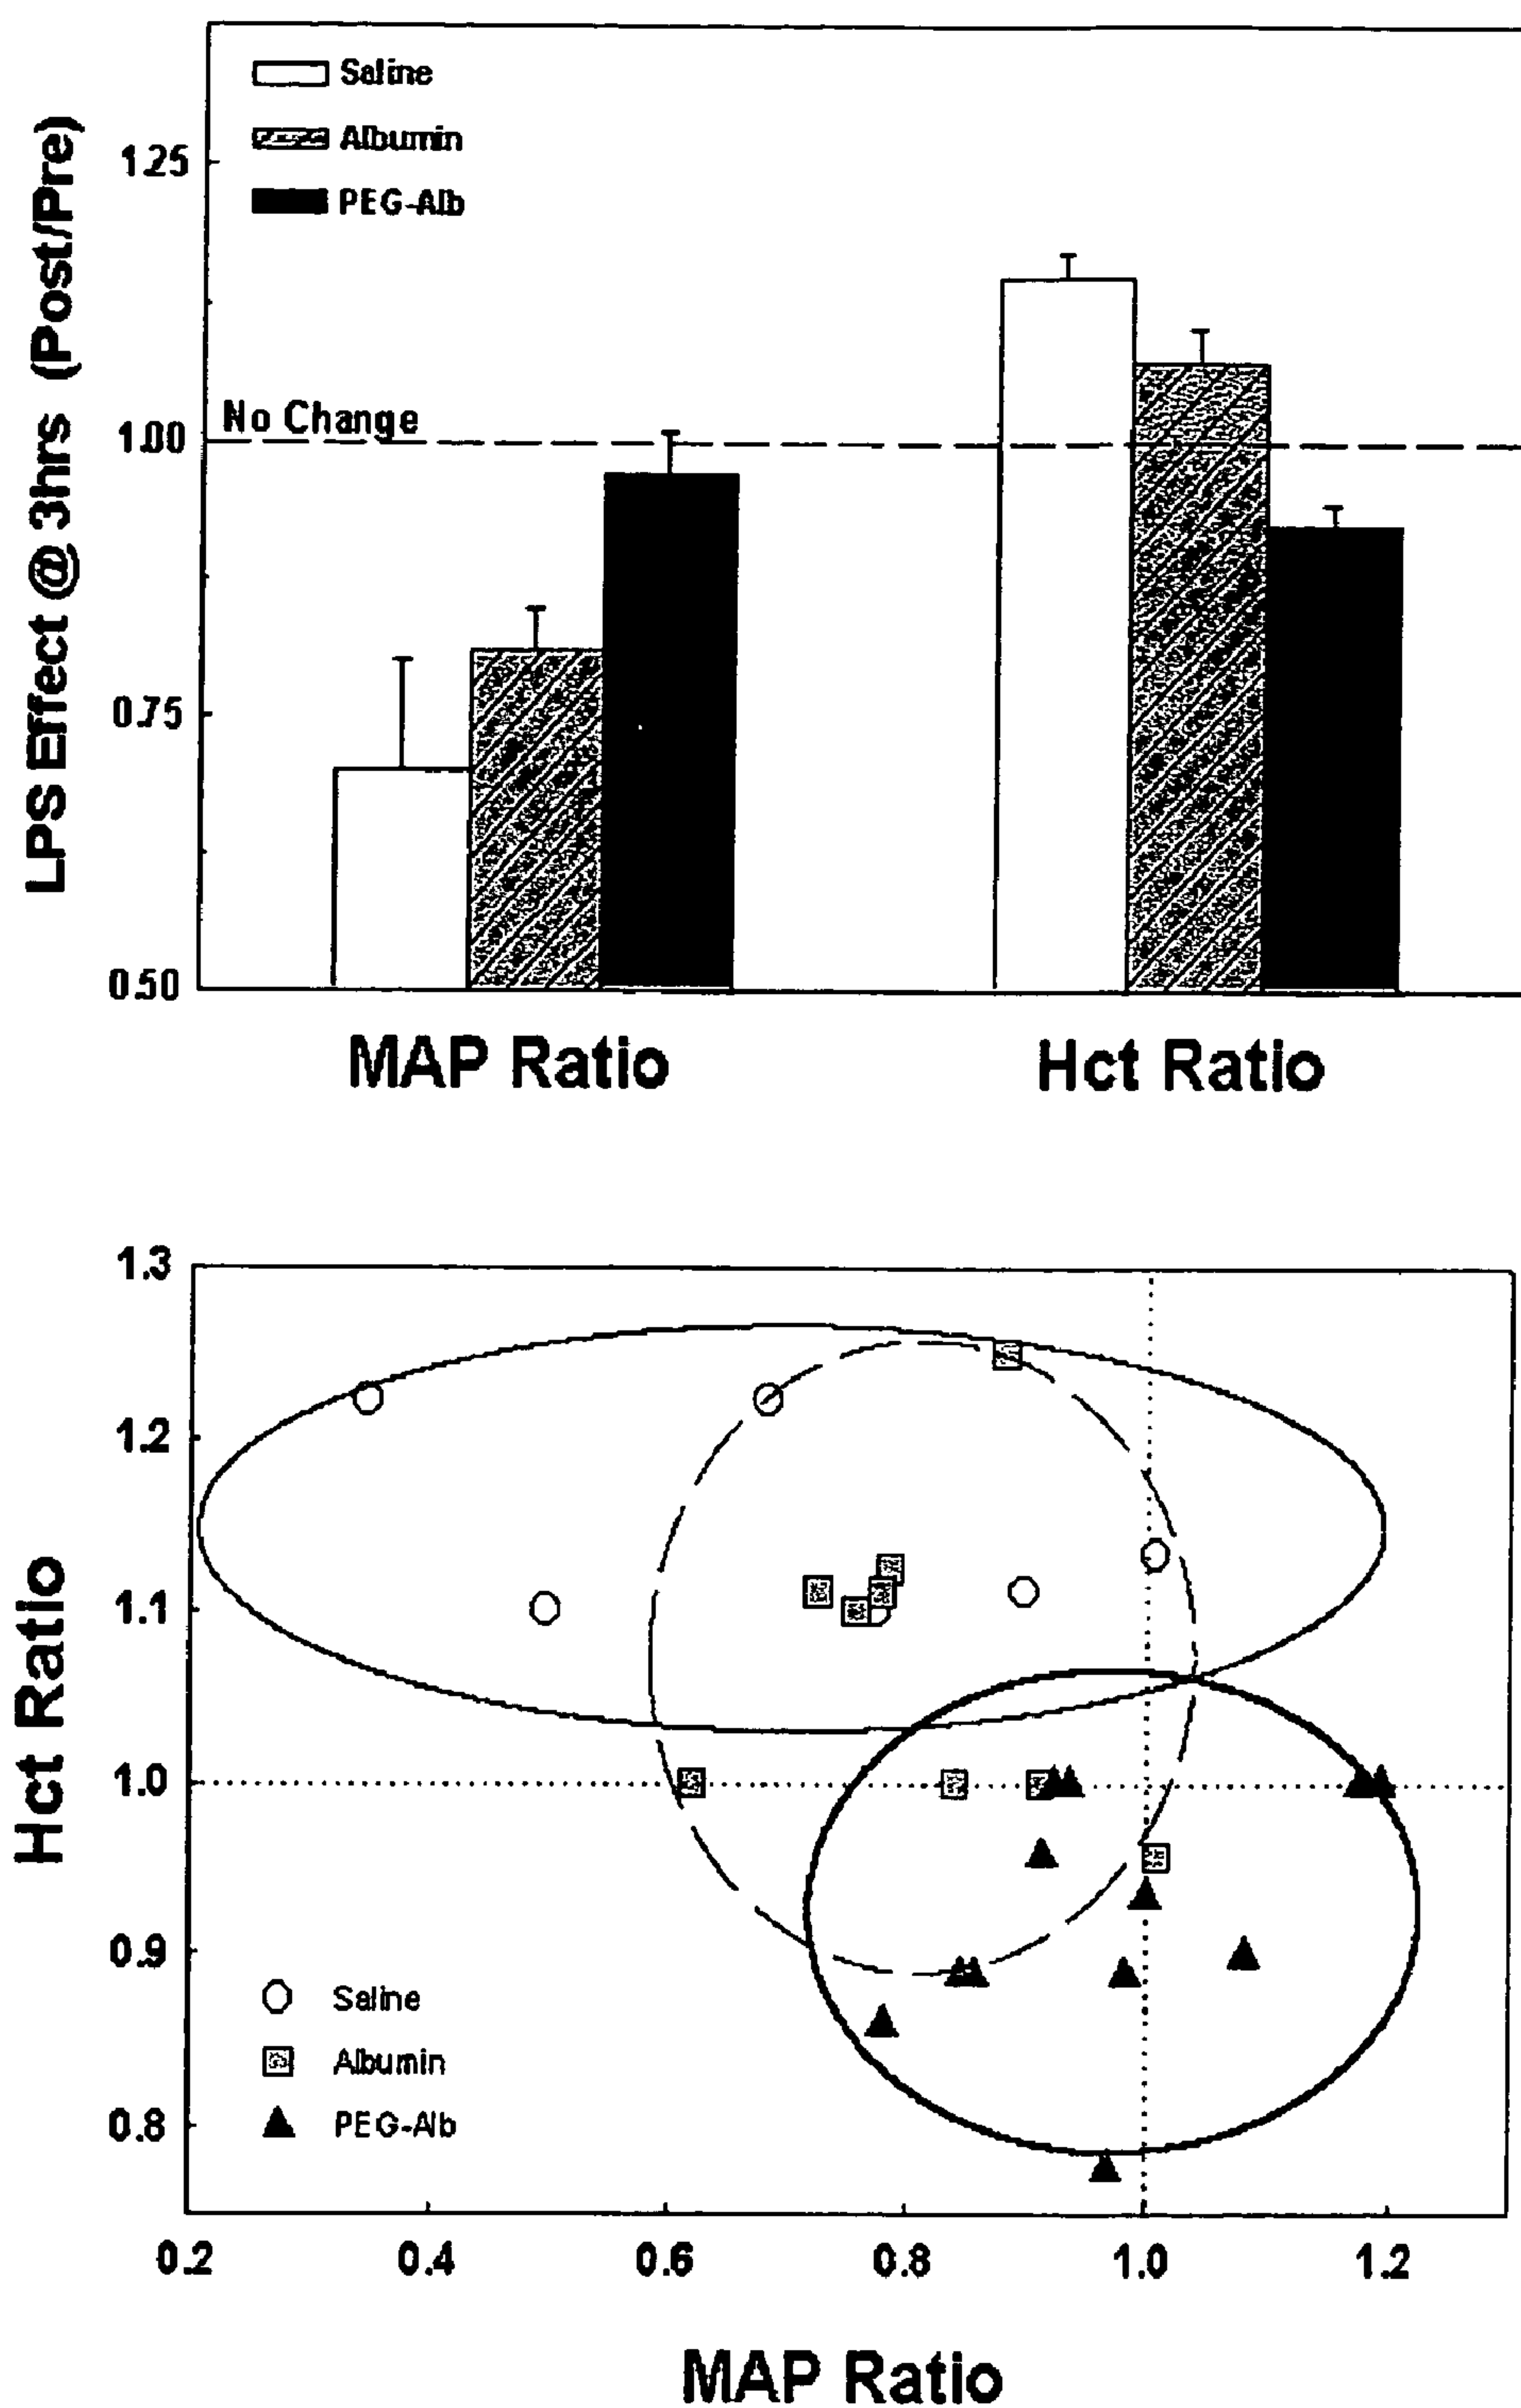 LPS Effect @ 3hrs (Post/Pre)
Saline
Albumin
PEG-Alb
1.25
1.00
0.75
0.50
No Change
MAP Ratio
Hct Ratio
Hct Ratio
1.3
1.2
1.1
1.0
0.9
0.8
Saline
Albumin
PEG-Alb
0.2 0.4 0.6 0.8 1.0 1.2
MAP Ratio